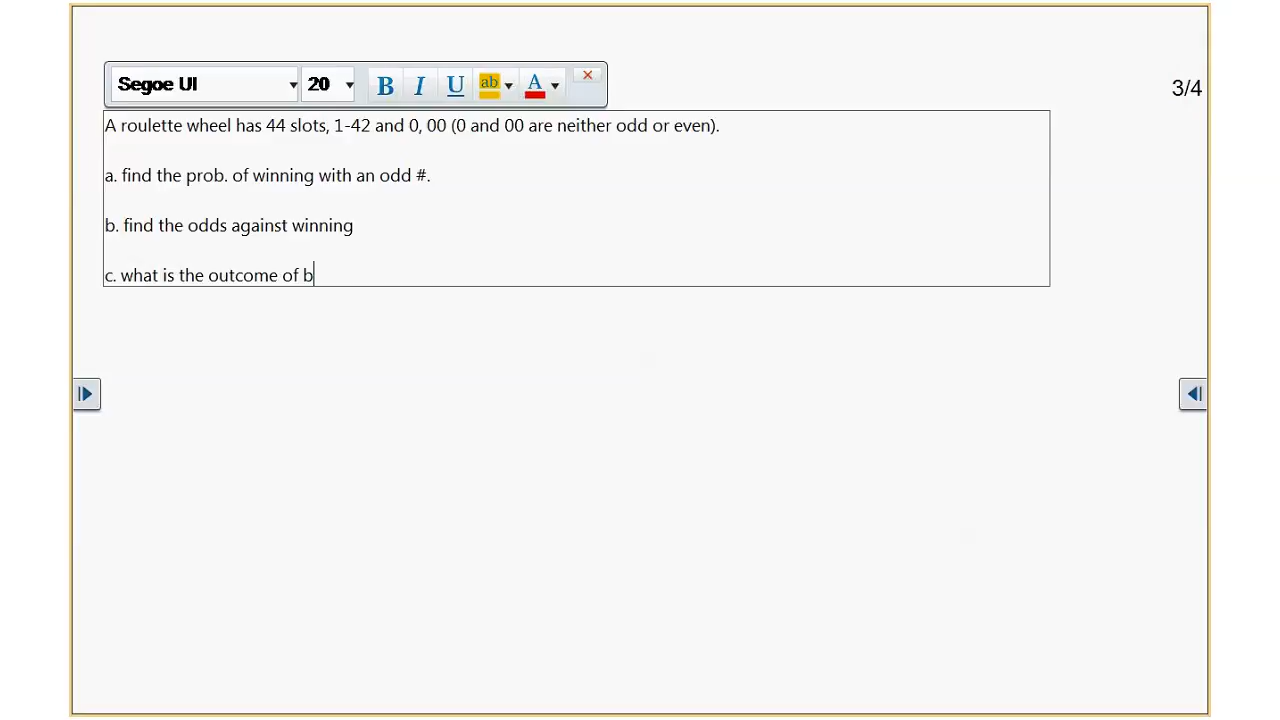 Segoe UI 20 B I U ab A
3/4
A roulette wheel has 44 slots, 1-42 and 0, 00 (0 and 00 are neither odd or even).
a. find the prob. of winning with an odd #.
b. find the odds against winning
c. what is the outcome of b